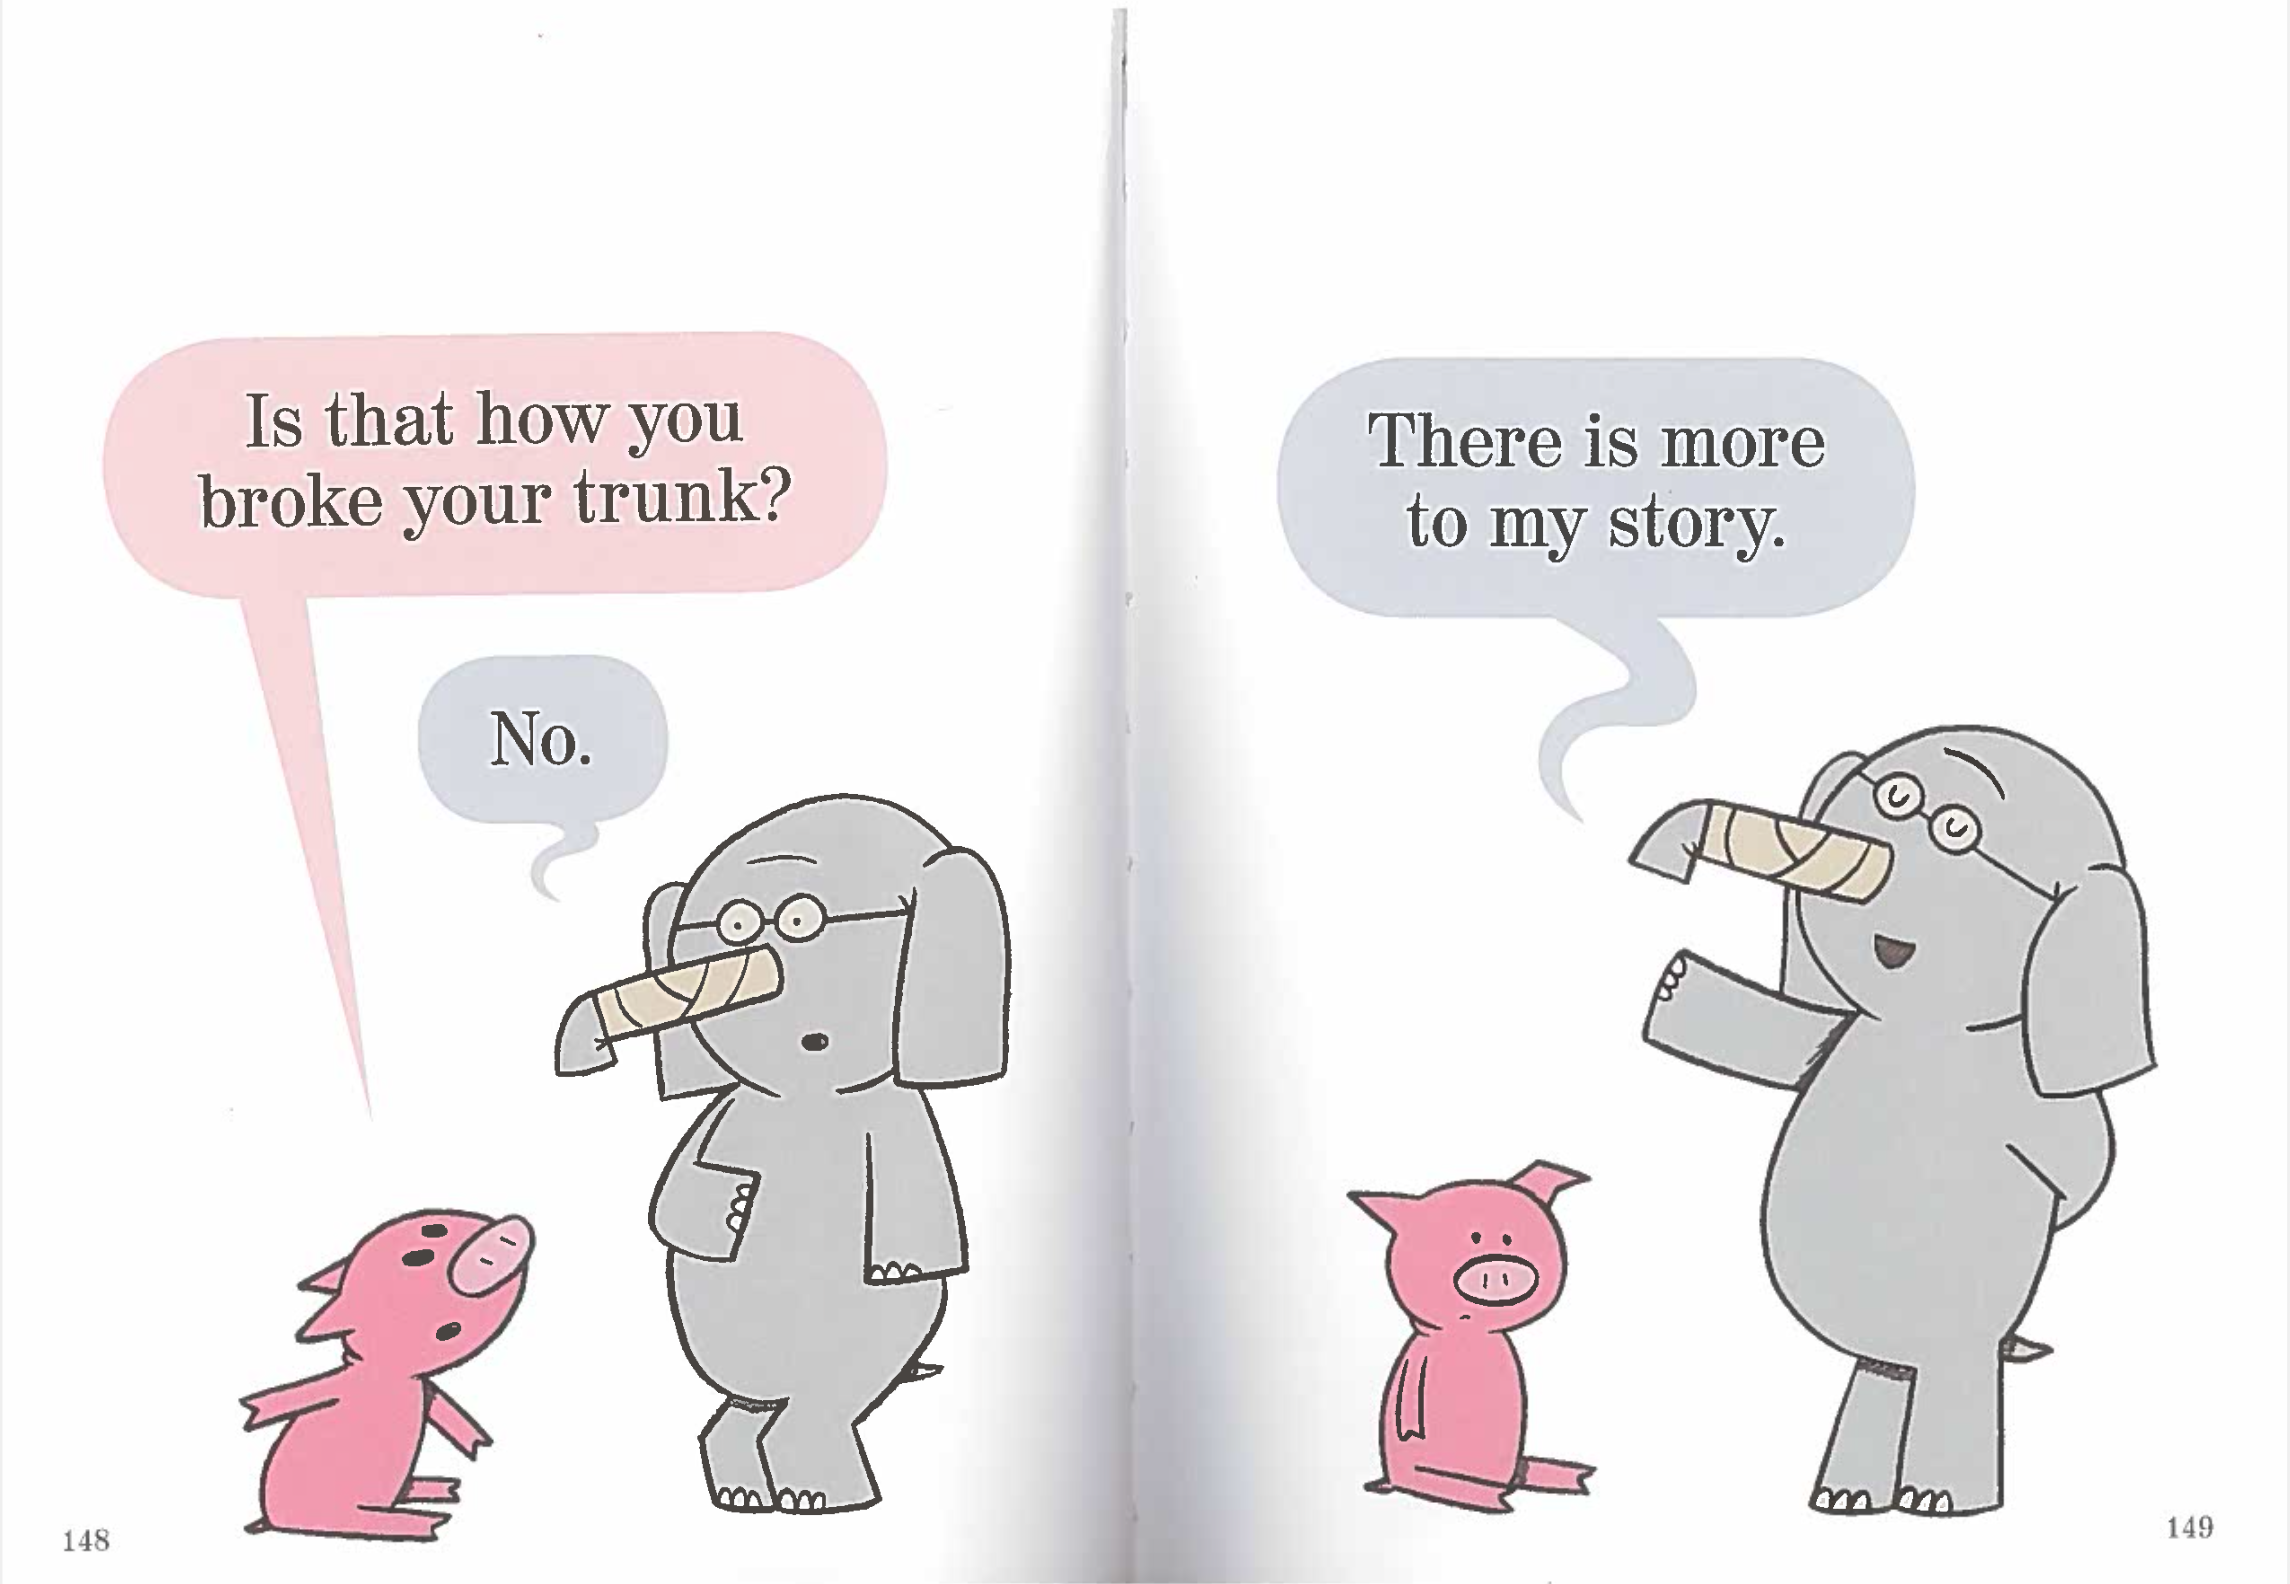 Is that how you
broke your trunk?
No.
148
There is more
to my story.
149